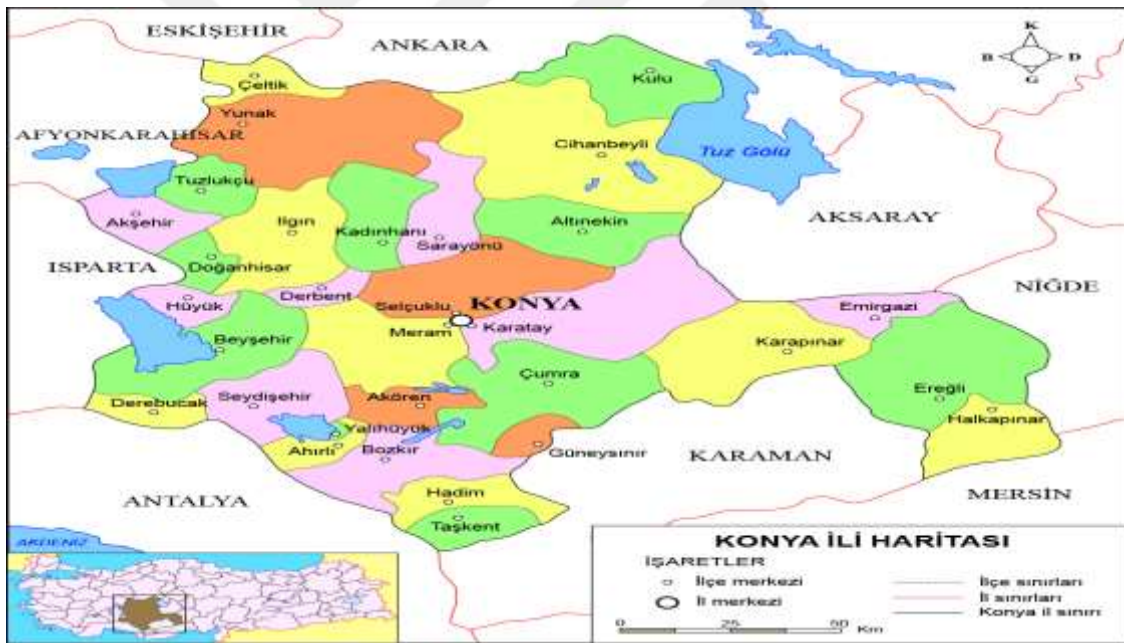 ESKİŞEHİR
ANKARA
K
B
D
G
Çeltik
Kulu
Yunak
AFYONKARAHİSAR
Cihanbeyli
Tuz Gölü
Tuzlukçu
Akşehir
Ilgın
Kadınhanı
Sarayönü
Altınekin
AKSARAY
ISPARTA
Doğanhisar
Hüyük
Derbent
Selçuklu
KONYA
NİĞDE
Emirgazi
Meram
Karatay
Beyşehir
Karapınar
Çumra
Derebucak
Seydişehir
Akören
Ereğli
Halkapınar
Yalıhüyük
Ahırlı
Bozkır
Güneysınır
KARAMAN
ANTALYA
Hadim
MERSİN
Taşkent
AKDENİZ
KONYA İLİ HARİTASI
İŞARETLER
İlçe merkezi
İlçe sınırları
İl merkezi
İl sınırları
Konya il sınırı
0 25 50
Km